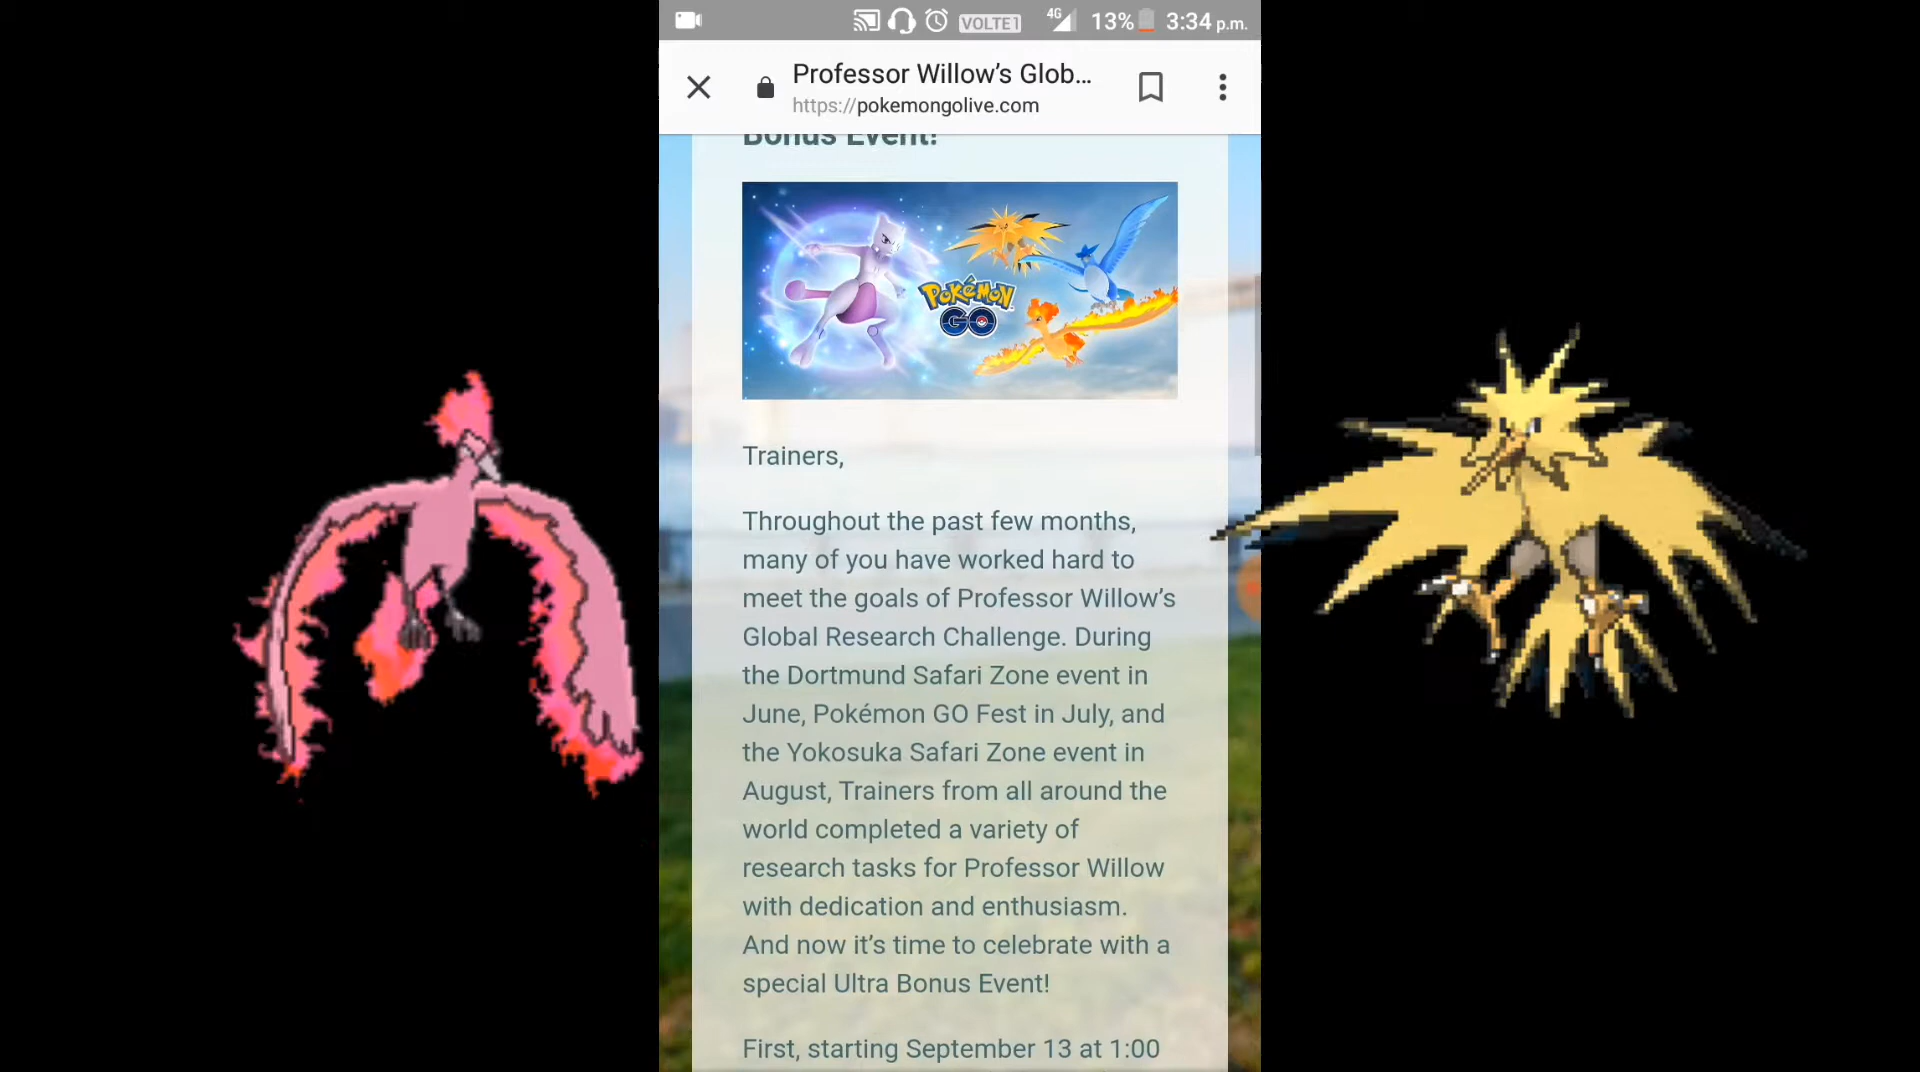 VOLTE1 4G 13% 3:34 p.m.
Professor Willow’s Glob...
https://pokemongolive.com
Bonus Event!
POKéMON
GO
Trainers,
Throughout the past few months,
many of you have worked hard to
meet the goals of Professor Willow’s
Global Research Challenge. During
the Dortmund Safari Zone event in
June, Pokémon GO Fest in July, and
the Yokosuka Safari Zone event in
August, Trainers from all around the
world completed a variety of
research tasks for Professor Willow
with dedication and enthusiasm.
And now it’s time to celebrate with a
special Ultra Bonus Event!
First, starting September 13 at 1:00